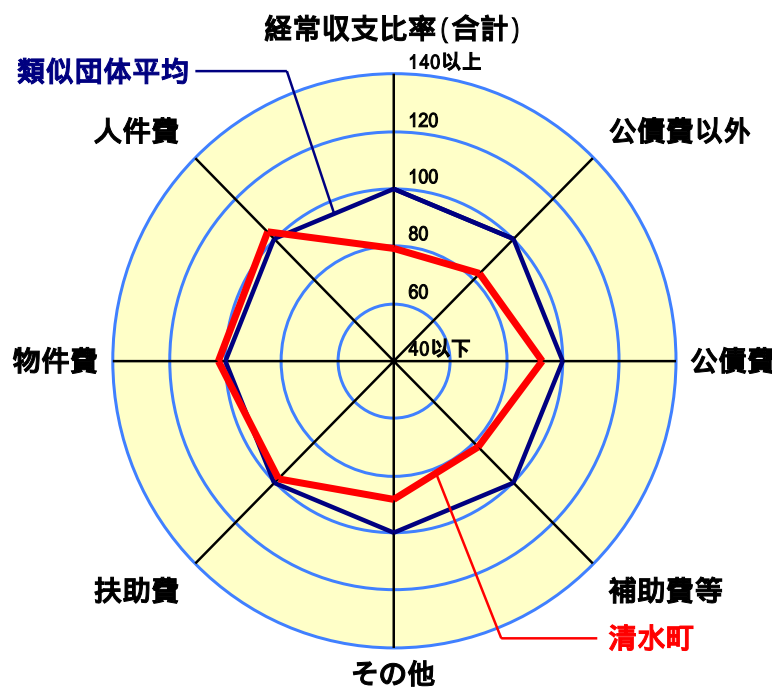 経常収支比率(合計)
類似団体平均
140以上
人件費
120
公債費以外
100
80
60
40以下
物件費
公債費
扶助費
補助費等
清水町
その他